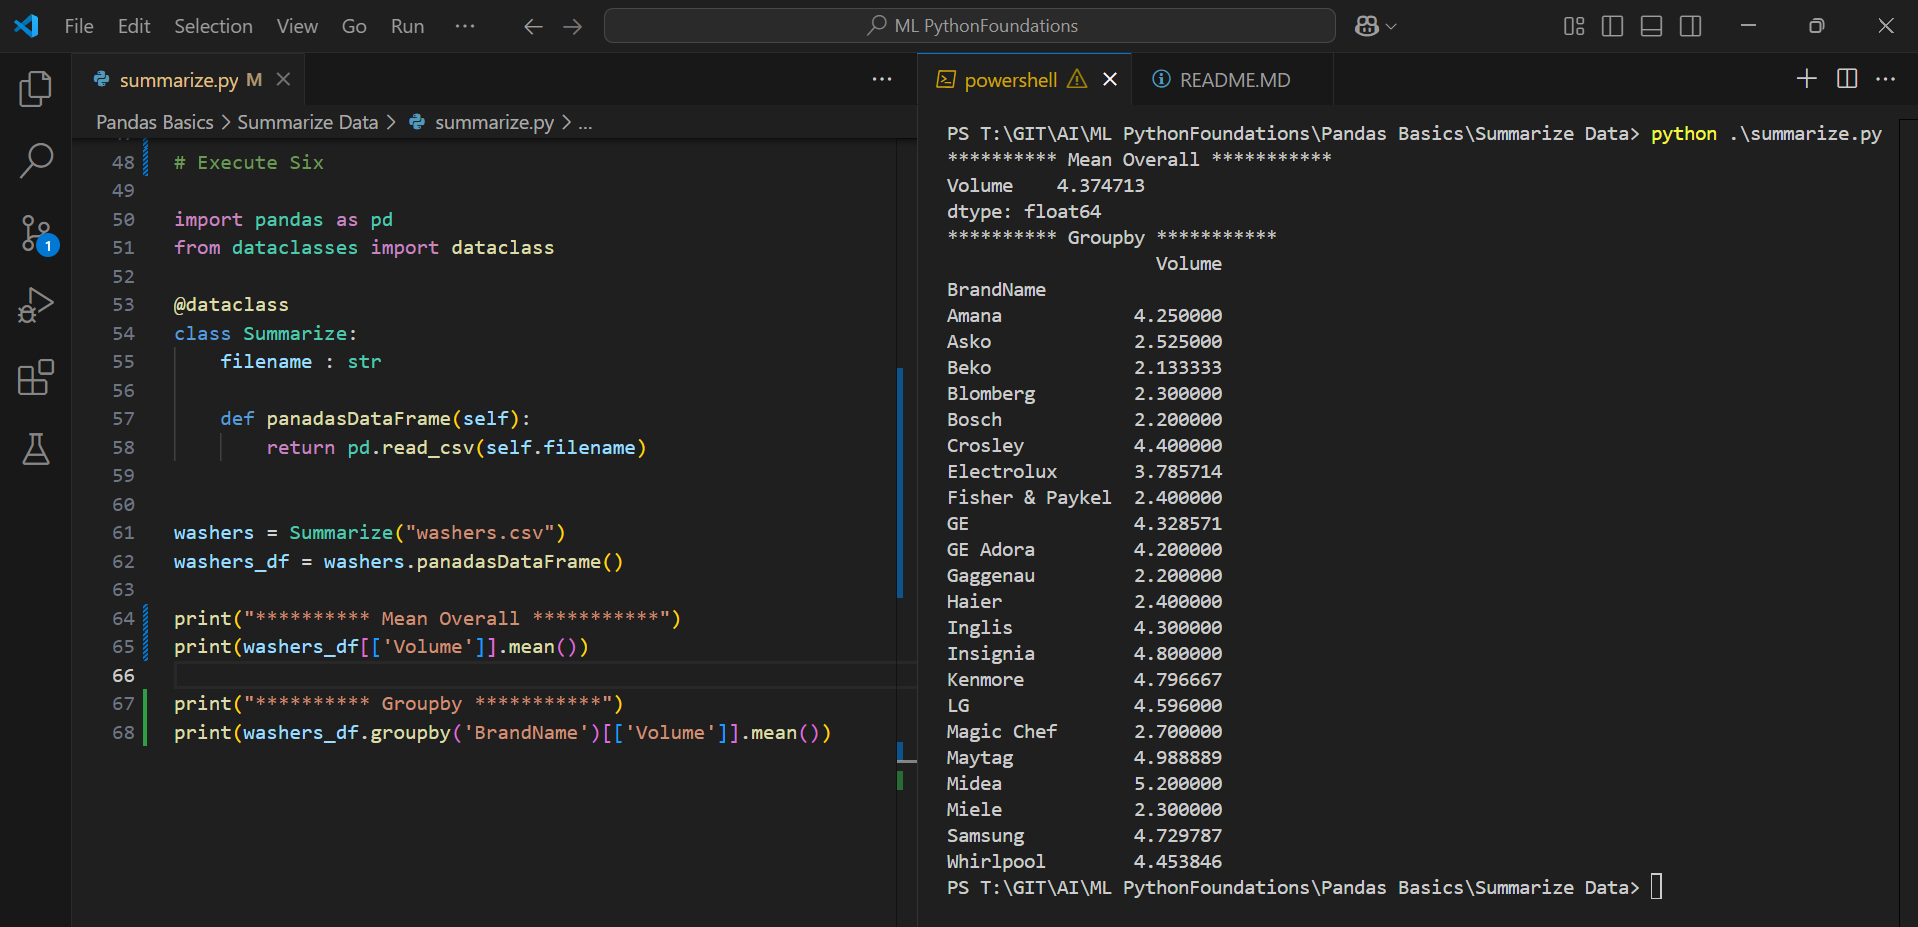 File Edit Selection View Go Run ··· ML PythonFoundations
summarize.py M
Pandas Basics > Summarize Data > summarize.py > ...
48 # Execute Six
49
50 import pandas as pd
51 from dataclasses import dataclass
52
53 @dataclass
54 class Summarize:
55     filename : str
56
57     def panadasDataFrame(self):
58         return pd.read_csv(self.filename)
59
60
61 washers = Summarize("washers.csv")
62 washers_df = washers.panadasDataFrame()
63
64 print("********** Mean Overall ***********")
65 print(washers_df[['Volume']].mean())
66
67 print("********** Groupby ***********")
68 print(washers_df.groupby('BrandName')[['Volume']].mean())
1
powershell README.MD
PS T:\GIT\AI\ML PythonFoundations\Pandas Basics\Summarize Data> python .\summarize.py
********** Mean Overall ***********
Volume    4.374713
dtype: float64
********** Groupby ***********
                   Volume
BrandName
Amana            4.250000
Asko             2.525000
Beko             2.133333
Blomberg         2.300000
Bosch            2.200000
Crosley          4.400000
Electrolux       3.785714
Fisher & Paykel  2.400000
GE               4.328571
GE Adora         4.200000
Gaggenau         2.200000
Haier            2.400000
Inglis           4.300000
Insignia         4.800000
Kenmore          4.796667
LG               4.596000
Magic Chef       2.700000
Maytag           4.988889
Midea            5.200000
Miele            2.300000
Samsung          4.729787
Whirlpool        4.453846
PS T:\GIT\AI\ML PythonFoundations\Pandas Basics\Summarize Data>